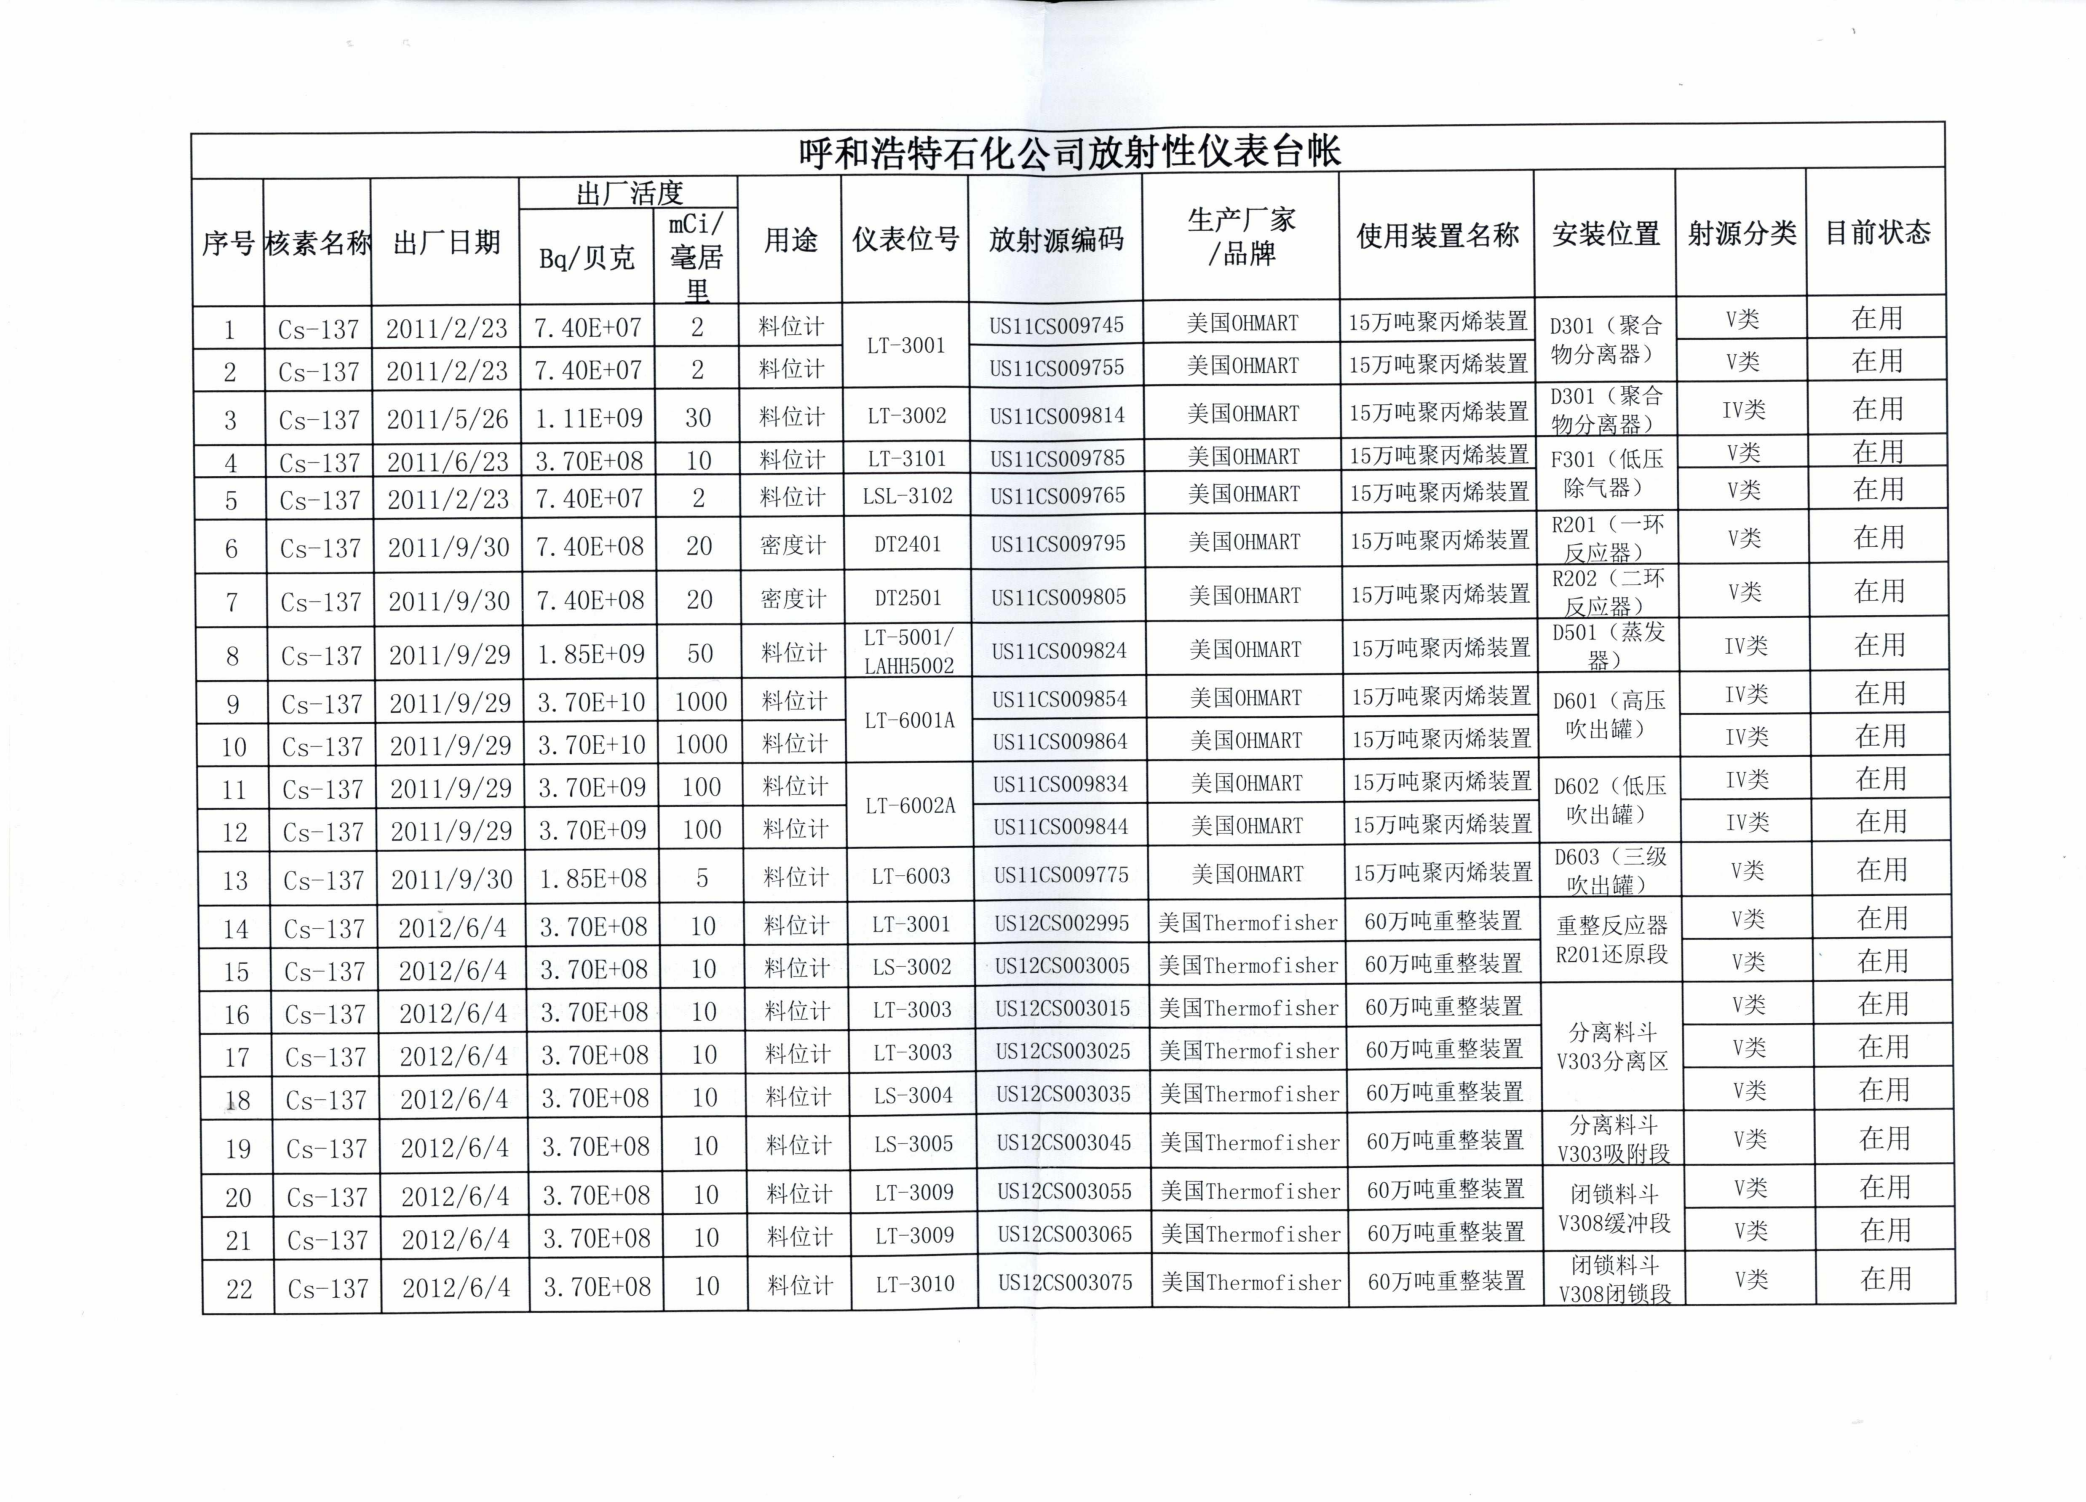 呼和浩特石化公司放射性仪表台帐
序号 核素名称 出厂日期 出厂活度 用途 仪表位号 放射源编码 生产厂家/品牌 使用装置名称 安装位置 射源分类 目前状态
Bq/贝克 mCi/毫居里
1 Cs-137 2011/2/23 7.40E+07 2 料位计 LT-3001 US11CS009745 美国OHMART 15万吨聚丙烯装置 D301（聚合物分离器） V类 在用
2 Cs-137 2011/2/23 7.40E+07 2 料位计 US11CS009755 美国OHMART 15万吨聚丙烯装置 V类 在用
3 Cs-137 2011/5/26 1.11E+09 30 料位计 LT-3002 US11CS009814 美国OHMART 15万吨聚丙烯装置 D301（聚合物分离器） IV类 在用
4 Cs-137 2011/6/23 3.70E+08 10 料位计 LT-3101 US11CS009785 美国OHMART 15万吨聚丙烯装置 F301（低压除气器） V类 在用
5 Cs-137 2011/2/23 7.40E+07 2 料位计 LSL-3102 US11CS009765 美国OHMART 15万吨聚丙烯装置 V类 在用
6 Cs-137 2011/9/30 7.40E+08 20 密度计 DT2401 US11CS009795 美国OHMART 15万吨聚丙烯装置 R201（一环反应器） V类 在用
7 Cs-137 2011/9/30 7.40E+08 20 密度计 DT2501 US11CS009805 美国OHMART 15万吨聚丙烯装置 R202（二环反应器） V类 在用
8 Cs-137 2011/9/29 1.85E+09 50 料位计 LT-5001/LAHH5002 US11CS009824 美国OHMART 15万吨聚丙烯装置 D501（蒸发器） IV类 在用
9 Cs-137 2011/9/29 3.70E+10 1000 料位计 LT-6001A US11CS009854 美国OHMART 15万吨聚丙烯装置 D601（高压吹出罐） IV类 在用
10 Cs-137 2011/9/29 3.70E+10 1000 料位计 US11CS009864 美国OHMART 15万吨聚丙烯装置 IV类 在用
11 Cs-137 2011/9/29 3.70E+09 100 料位计 LT-6002A US11CS009834 美国OHMART 15万吨聚丙烯装置 D602（低压吹出罐） IV类 在用
12 Cs-137 2011/9/29 3.70E+09 100 料位计 US11CS009844 美国OHMART 15万吨聚丙烯装置 IV类 在用
13 Cs-137 2011/9/30 1.85E+08 5 料位计 LT-6003 US11CS009775 美国OHMART 15万吨聚丙烯装置 D603（三级吹出罐） V类 在用
14 Cs-137 2012/6/4 3.70E+08 10 料位计 LT-3001 US12CS002995 美国Thermofisher 60万吨重整装置 重整反应器R201还原段 V类 在用
15 Cs-137 2012/6/4 3.70E+08 10 料位计 LS-3002 US12CS003005 美国Thermofisher 60万吨重整装置 V类 在用
16 Cs-137 2012/6/4 3.70E+08 10 料位计 LT-3003 US12CS003015 美国Thermofisher 60万吨重整装置 分离料斗V303分离区 V类 在用
17 Cs-137 2012/6/4 3.70E+08 10 料位计 LT-3003 US12CS003025 美国Thermofisher 60万吨重整装置 V类 在用
18 Cs-137 2012/6/4 3.70E+08 10 料位计 LS-3004 US12CS003035 美国Thermofisher 60万吨重整装置 V类 在用
19 Cs-137 2012/6/4 3.70E+08 10 料位计 LS-3005 US12CS003045 美国Thermofisher 60万吨重整装置 分离料斗V303吸附段 V类 在用
20 Cs-137 2012/6/4 3.70E+08 10 料位计 LT-3009 US12CS003055 美国Thermofisher 60万吨重整装置 闭锁料斗V308缓冲段 V类 在用
21 Cs-137 2012/6/4 3.70E+08 10 料位计 LT-3009 US12CS003065 美国Thermofisher 60万吨重整装置 V类 在用
22 Cs-137 2012/6/4 3.70E+08 10 料位计 LT-3010 US12CS003075 美国Thermofisher 60万吨重整装置 闭锁料斗V308闭锁段 V类 在用